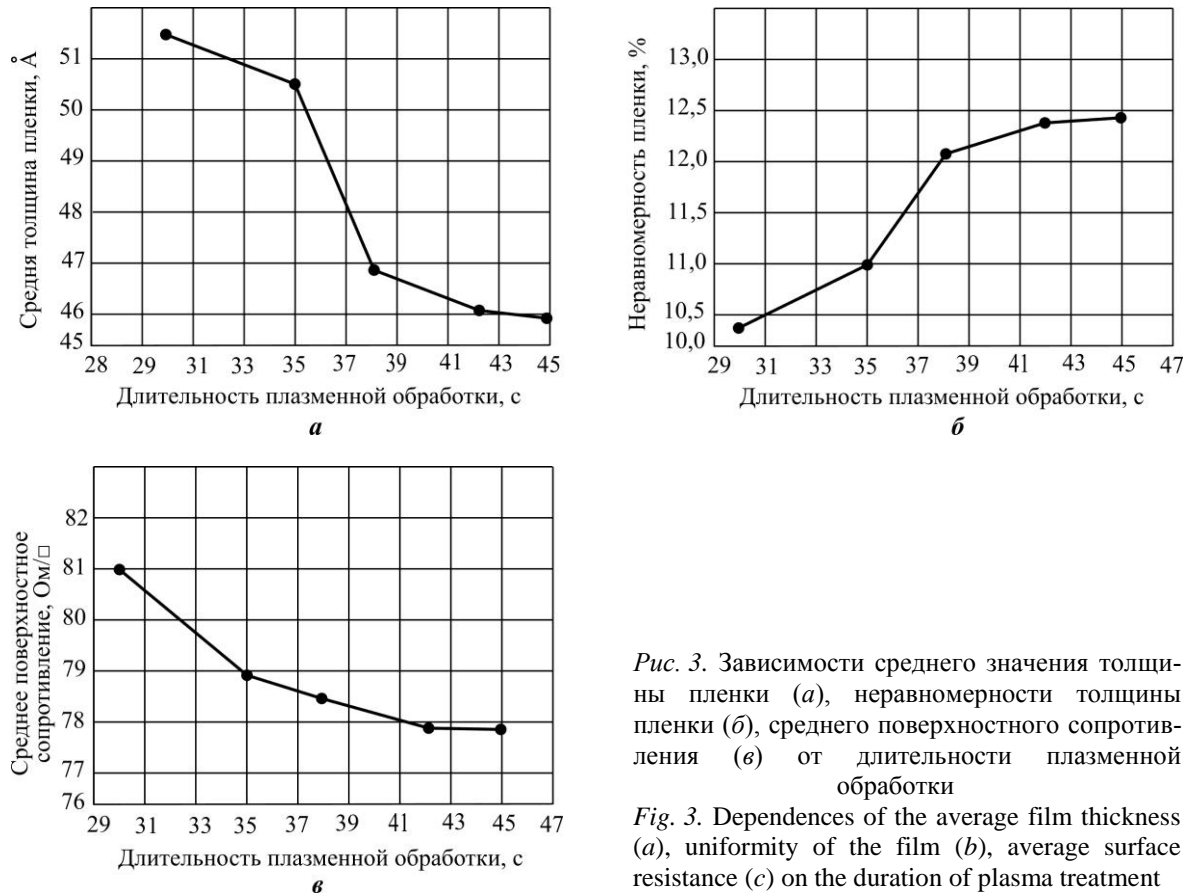 Средня толщина пленки, Å
51
50
49
48
47
46
45
28 29 31 33 35 37 39 41 43 45
Длительность плазменной обработки, с
а
Неравномерность пленки, %
13,0
12,5
12,0
11,5
11,0
10,5
10,0
29 31 33 35 37 39 41 43 45 47
Длительность плазменной обработки, с
б
Среднее поверхностное
сопротивление, Ом/□
82
81
80
79
78
77
76
29 31 33 35 37 39 41 43 45 47
Длительность плазменной обработки, с
в
Рис. 3. Зависимости среднего значения толщи-
ны пленки (а), неравномерности толщины
пленки (б), среднего поверхностного сопротив-
ления (в) от длительности плазменной
обработки
Fig. 3. Dependences of the average film thickness
(a), uniformity of the film (b), average surface
resistance (c) on the duration of plasma treatment